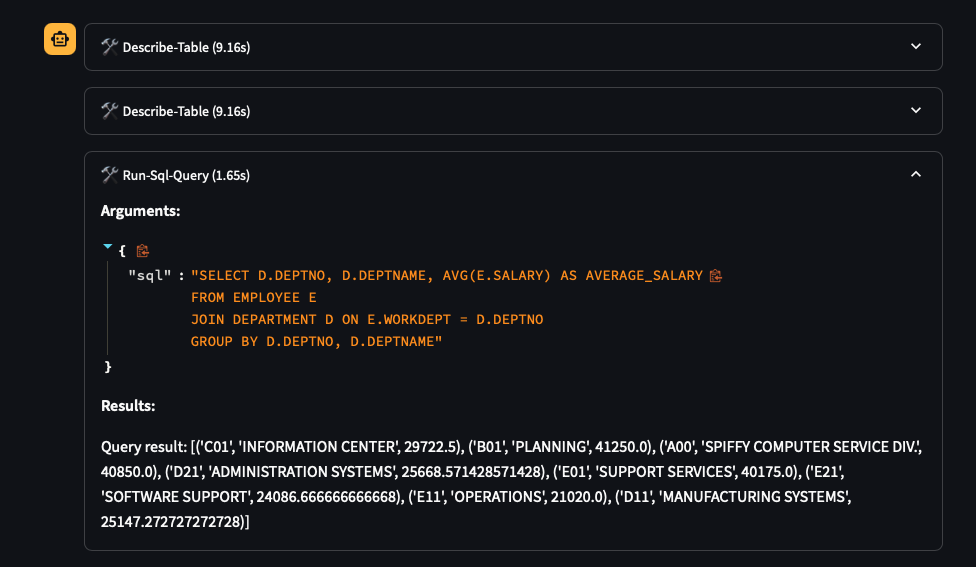 Describe-Table (9.16s)
Describe-Table (9.16s)
Run-Sql-Query (1.65s)
Arguments:
{
"sql" : "SELECT D.DEPTNO, D.DEPTNAME, AVG(E.SALARY) AS AVERAGE_SALARY
FROM EMPLOYEE E
JOIN DEPARTMENT D ON E.WORKDEPT = D.DEPTNO
GROUP BY D.DEPTNO, D.DEPTNAME"
}
Results:
Query result: [('C01', 'INFORMATION CENTER', 29722.5), ('B01', 'PLANNING', 41250.0), ('A00', 'SPIFFY COMPUTER SERVICE DIV.',
40850.0), ('D21', 'ADMINISTRATION SYSTEMS', 25668.571428571428), ('E01', 'SUPPORT SERVICES', 40175.0), ('E21',
'SOFTWARE SUPPORT', 24086.666666666668), ('E11', 'OPERATIONS', 21020.0), ('D11', 'MANUFACTURING SYSTEMS',
25147.272727272728)]